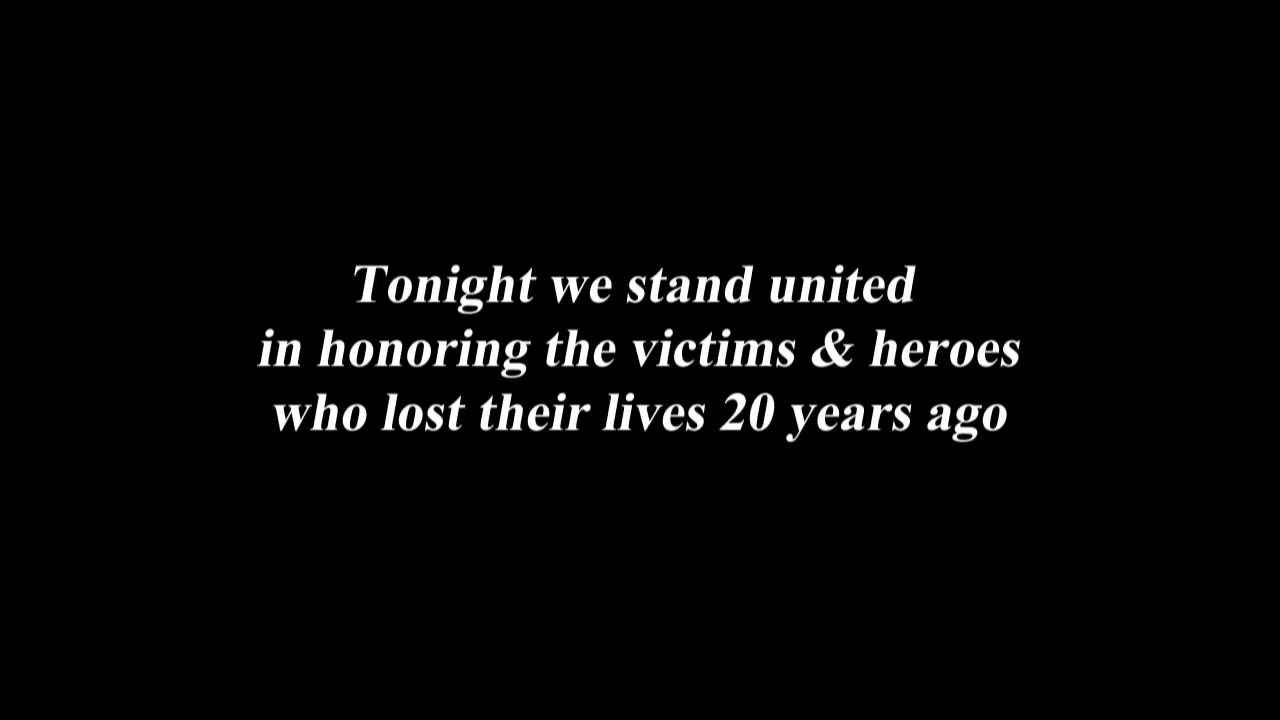 Tonight we stand united
in honoring the victims & heroes
who lost their lives 20 years ago